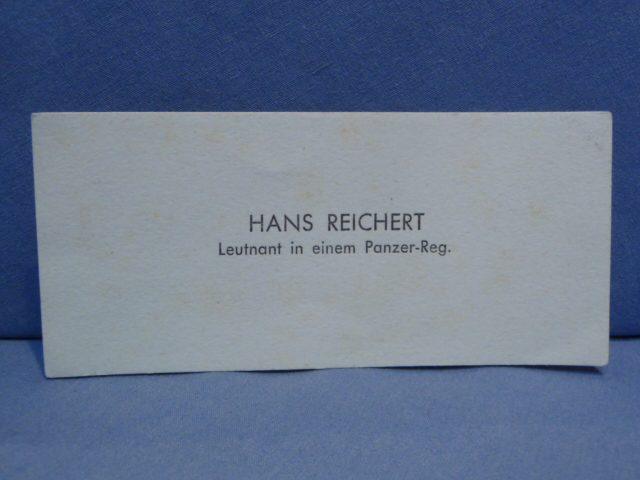 HANS REICHERT
Leutnant in einem Panzer-Reg.